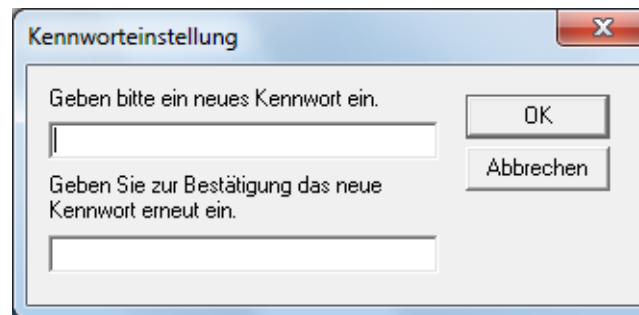 Kennworteinstellung
Geben bitte ein neues Kennwort ein.
OK
Abbrechen
Geben Sie zur Bestätigung das neue
Kennwort erneut ein.